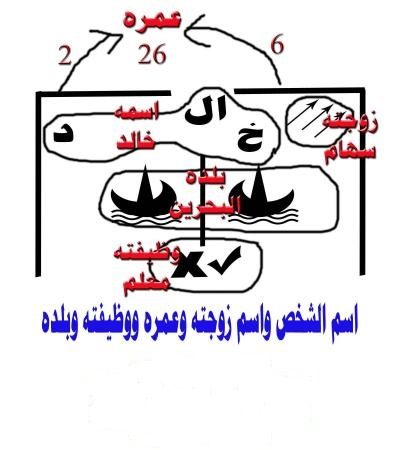 عمره
2 26 6
ال
د خ
اسمه
خالد
زوجته
سهام
بلده
البحرين
وظيفته
معلم
اسم الشخص واسم زوجته وعمره ووظيفته وبلده